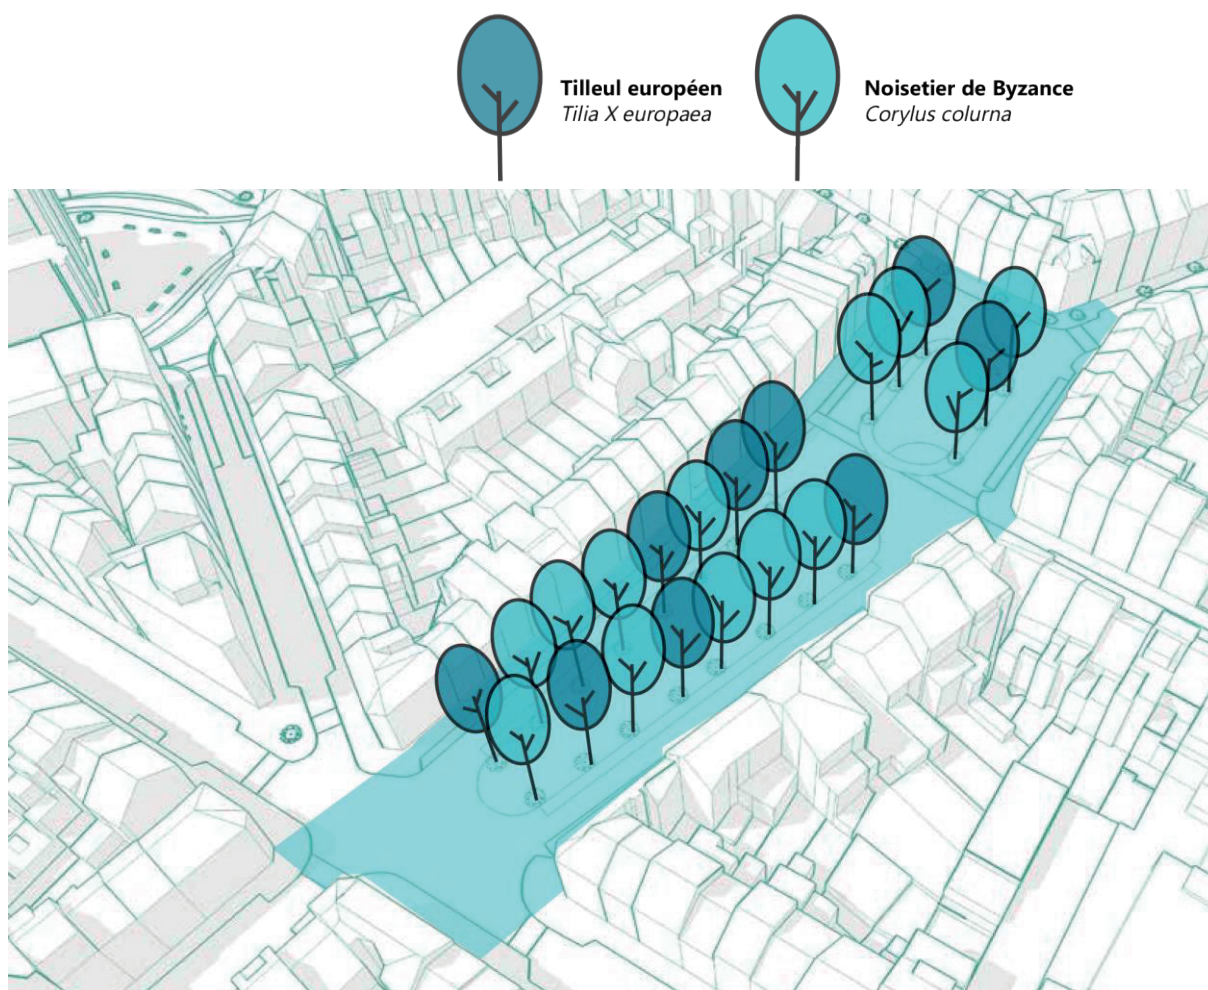 Tilleul européen
Tilia X europaea
Noisetier de Byzance
Corylus colurna